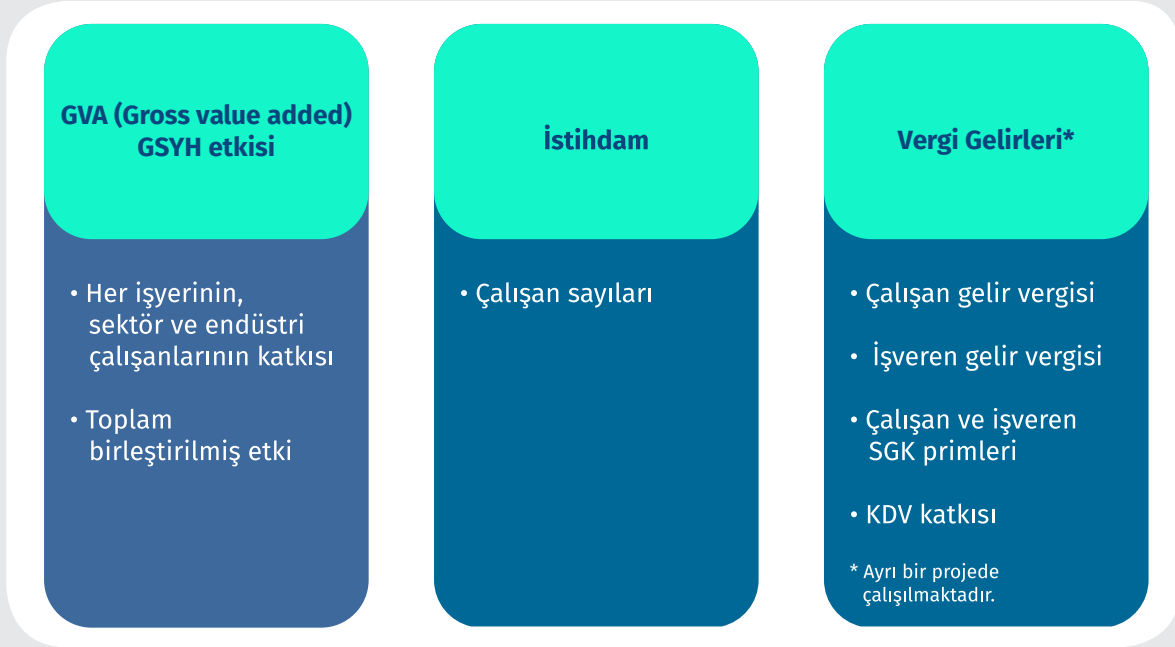 GVA (Gross value added)
GSYH etkisi
• Her işyerinin,
sektör ve endüstri
çalışanlarının katkısı
• Toplam
birleştirilmiş etki
İstihdam
• Çalışan sayıları
Vergi Gelirleri*
• Çalışan gelir vergisi
• İşveren gelir vergisi
• Çalışan ve işveren
SGK primleri
• KDV katkısı
* Ayrı bir projede
çalışılmaktadır.